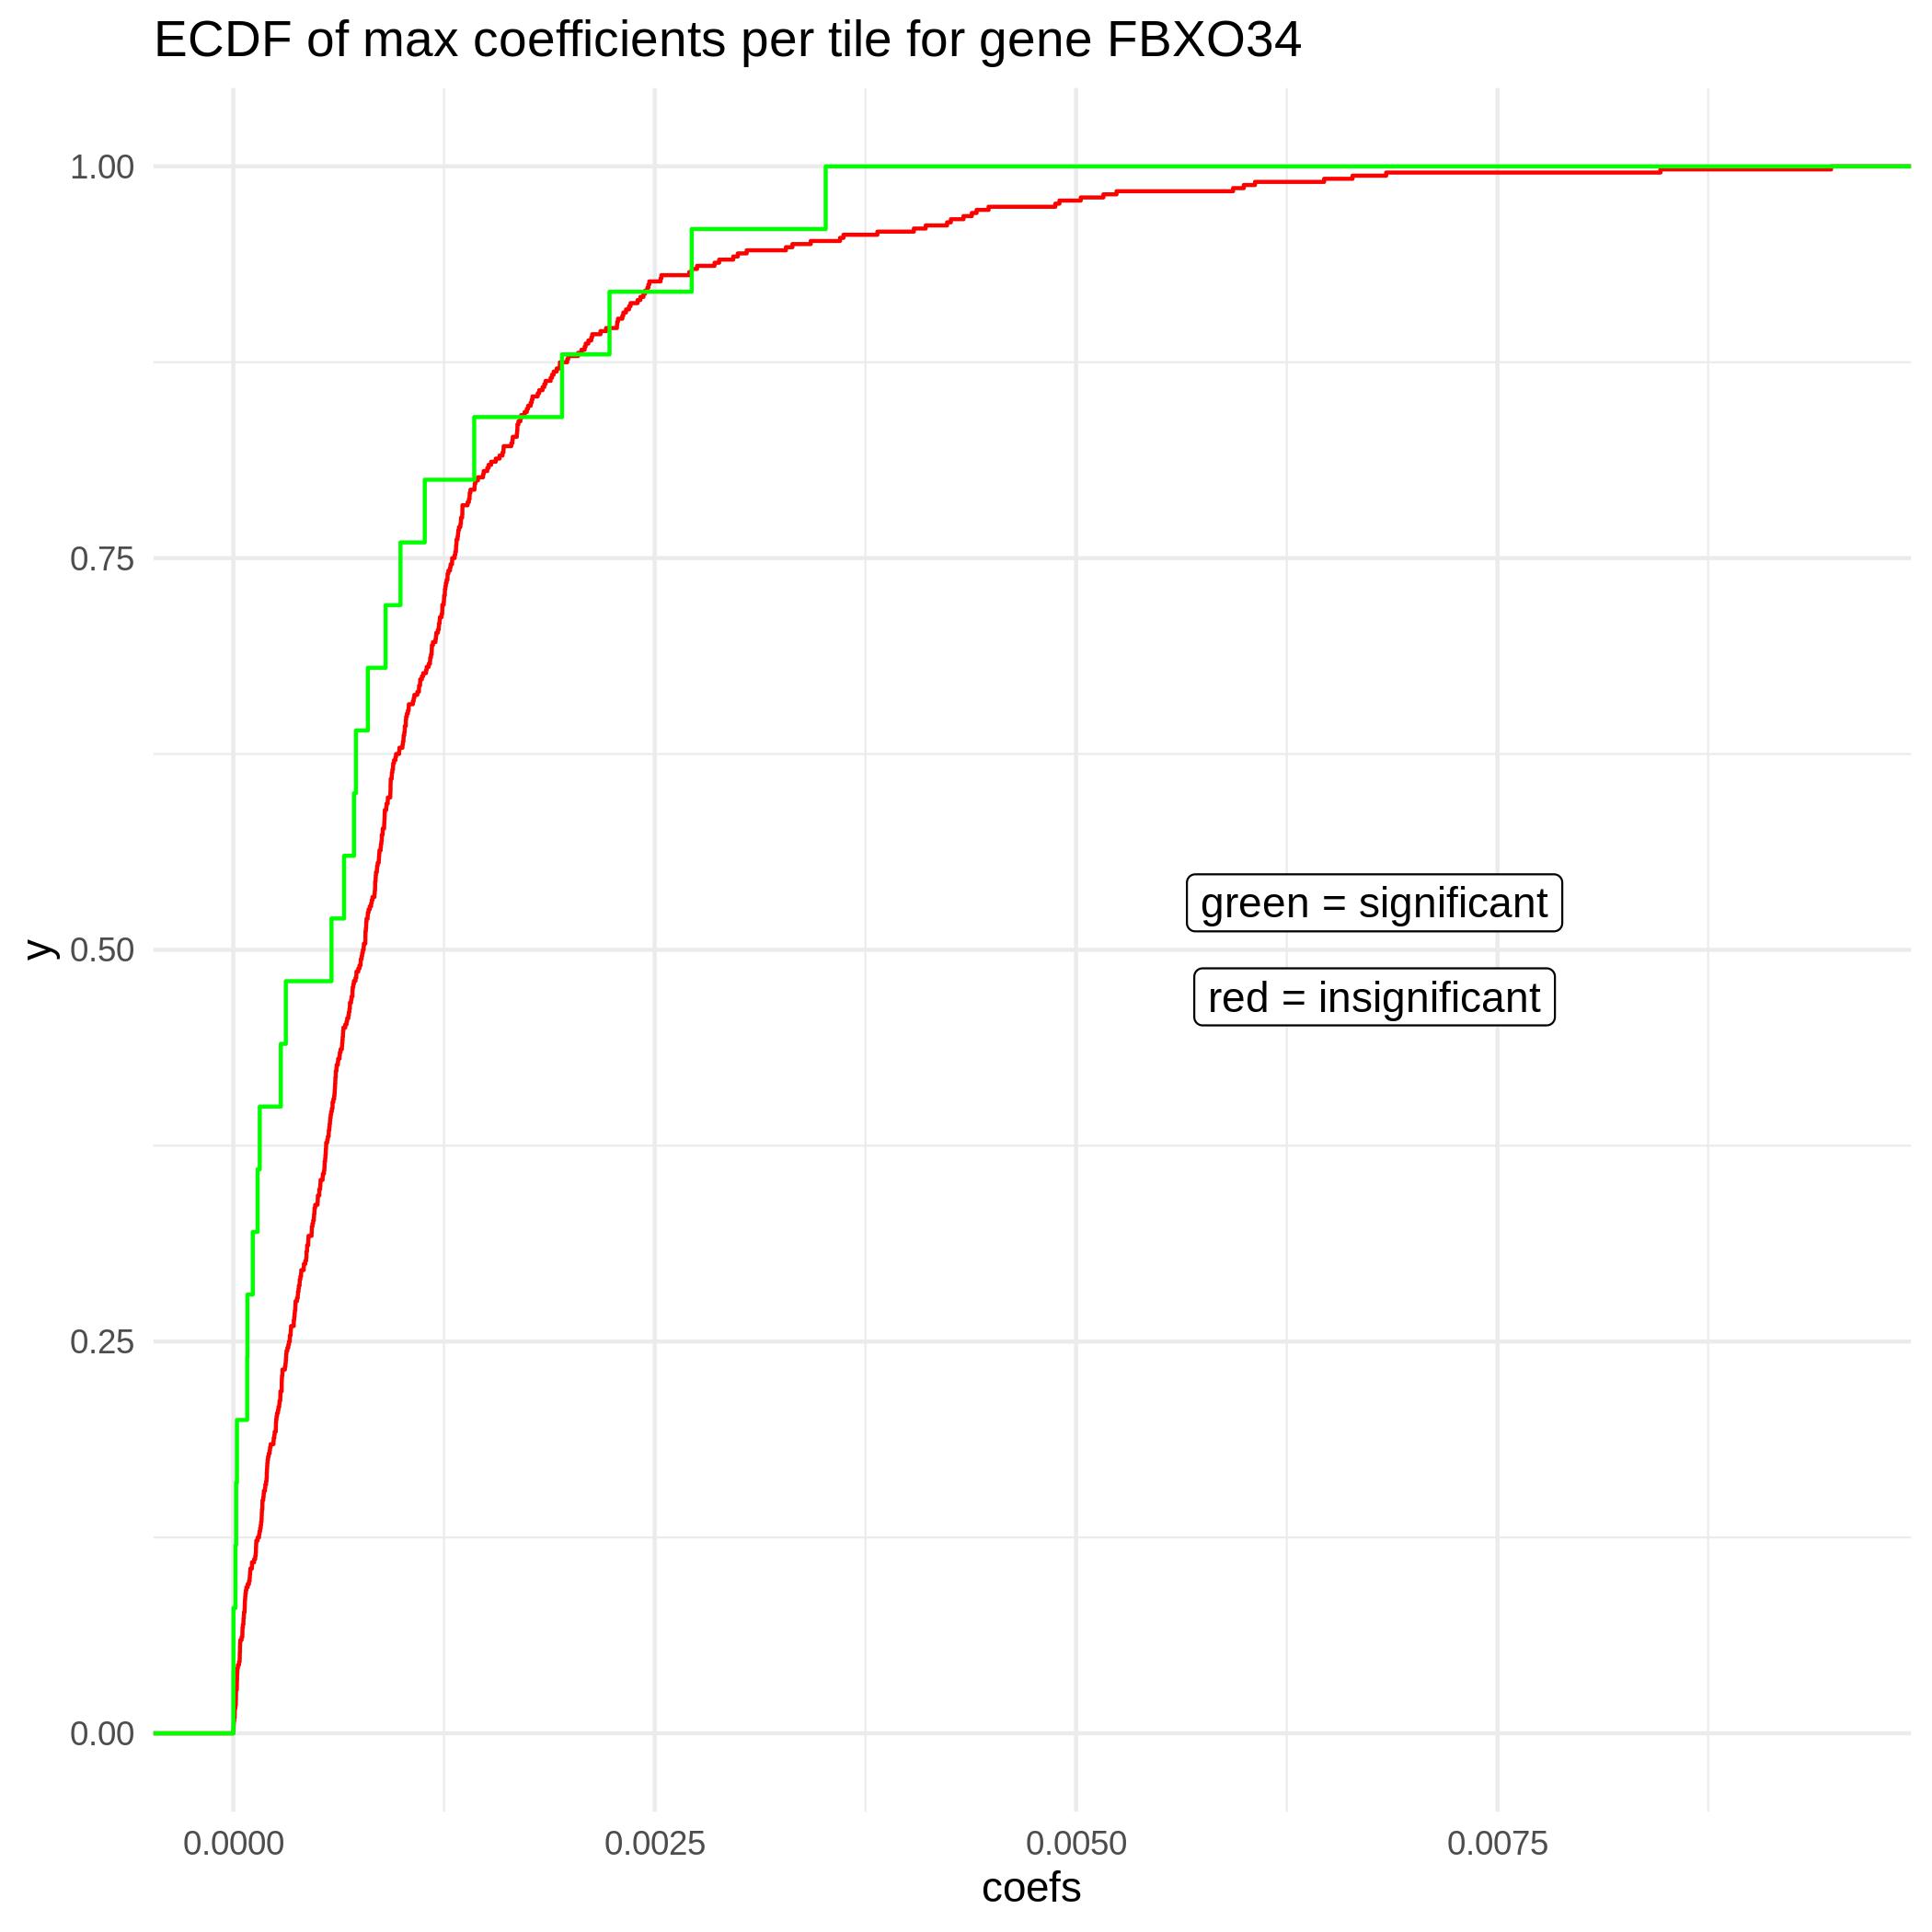 ECDF of max coefficients per tile for gene FBXO34
1.00
0.75
0.50
0.25
0.00
y
green = significant
red = insignificant
0.0000 0.0025 0.0050 0.0075
coefs